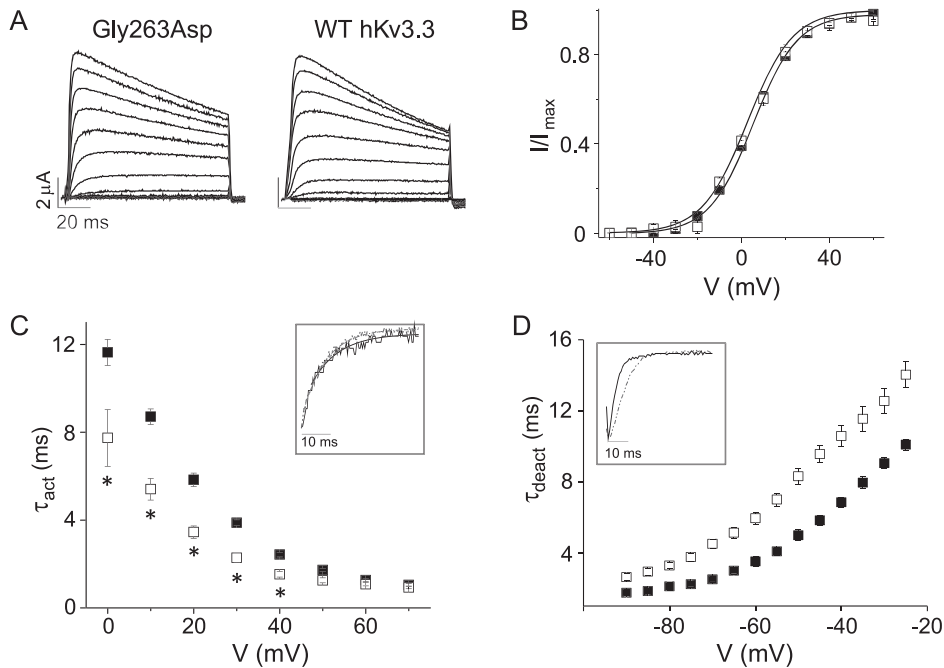 A
Gly263Asp
WT hKv3.3
2 µA
20 ms
B
I/Imax
0.8
0.4
0
-40
0
40
V (mV)
C
τact (ms)
12
8
4
0
*
*
*
*
*
10 ms
0
20
40
60
80
V (mV)
D
τdeact (ms)
16
12
8
4
10 ms
-80
-60
-40
-20
V (mV)